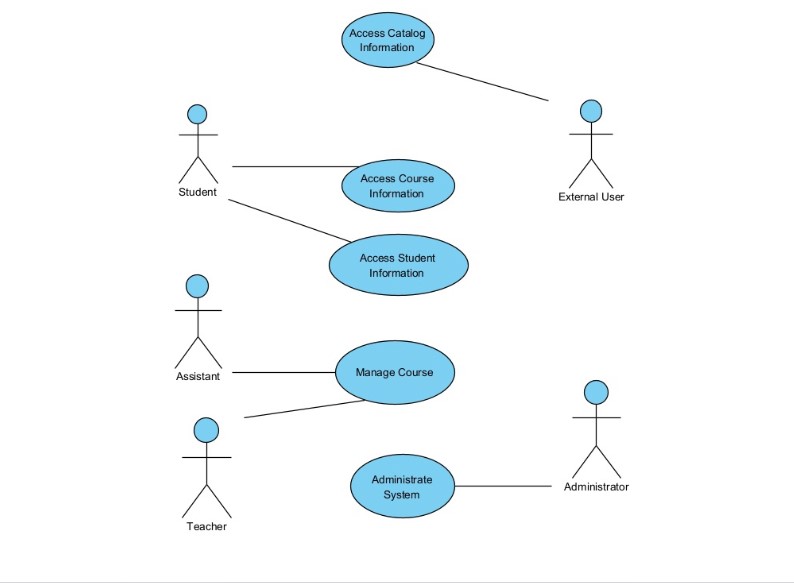 Access Catalog
Information
Student
External User
Access Course
Information
Access Student
Information
Assistant
Manage Course
Administrate
System
Administrator
Teacher